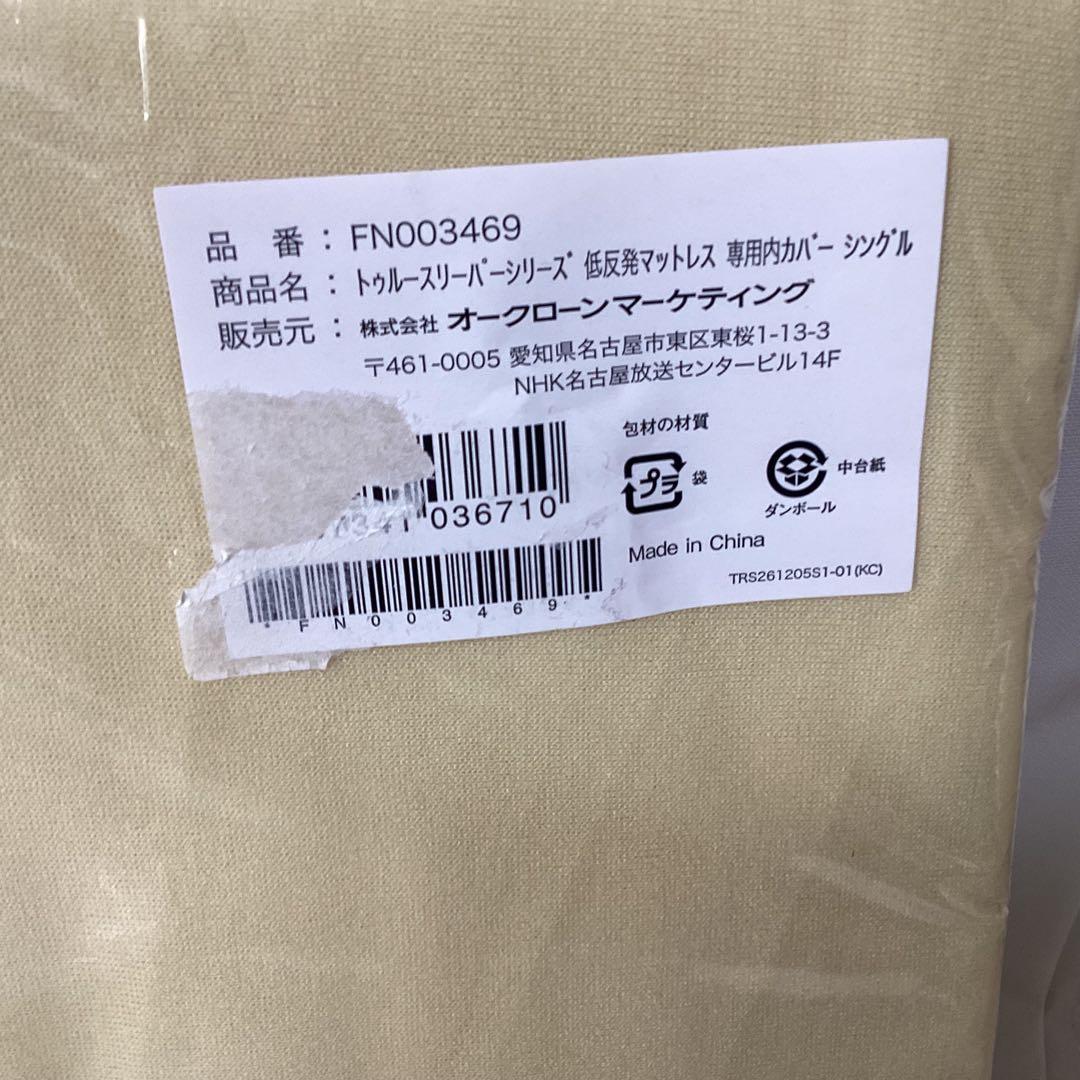 品 番 : FN003469
商品名 : トゥルースリーパーシリーズ 低反発マットレス 専用内カバー シングル
販売元 : 株式会社 オークローンマーケティング
〒461-0005 愛知県名古屋市東区東桜1-13-3
NHK名古屋放送センタービル14F
包材の材質
プラ 袋
中台紙
ダンボール
036710
Made in China
*FN003469*
TRS261205S1-01(KC)